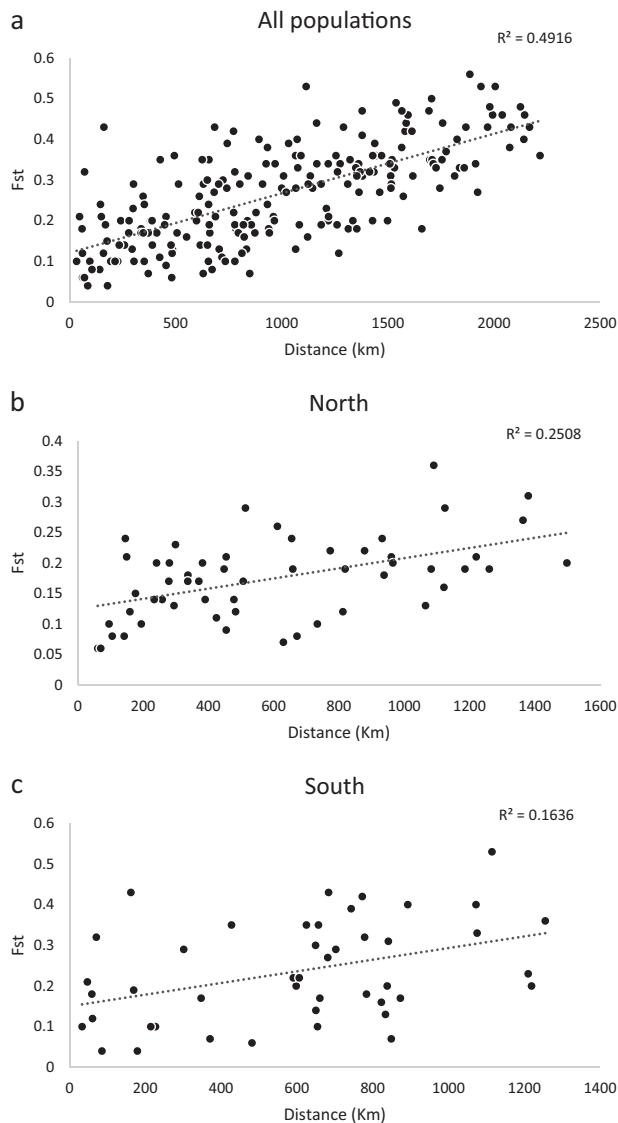 a
All populations
R² = 0.4916
0.6
0.5
0.4
0.3
0.2
0.1
0
Fst
0 500 1000 1500 2000 2500
Distance (km)
b
North
R² = 0.2508
0.4
0.35
0.3
0.25
0.2
0.15
0.1
0.05
0
Fst
0 200 400 600 800 1000 1200 1400 1600
Distance (Km)
c
South
R² = 0.1636
0.6
0.5
0.4
0.3
0.2
0.1
0
Fst
0 200 400 600 800 1000 1200 1400
Distance (Km)